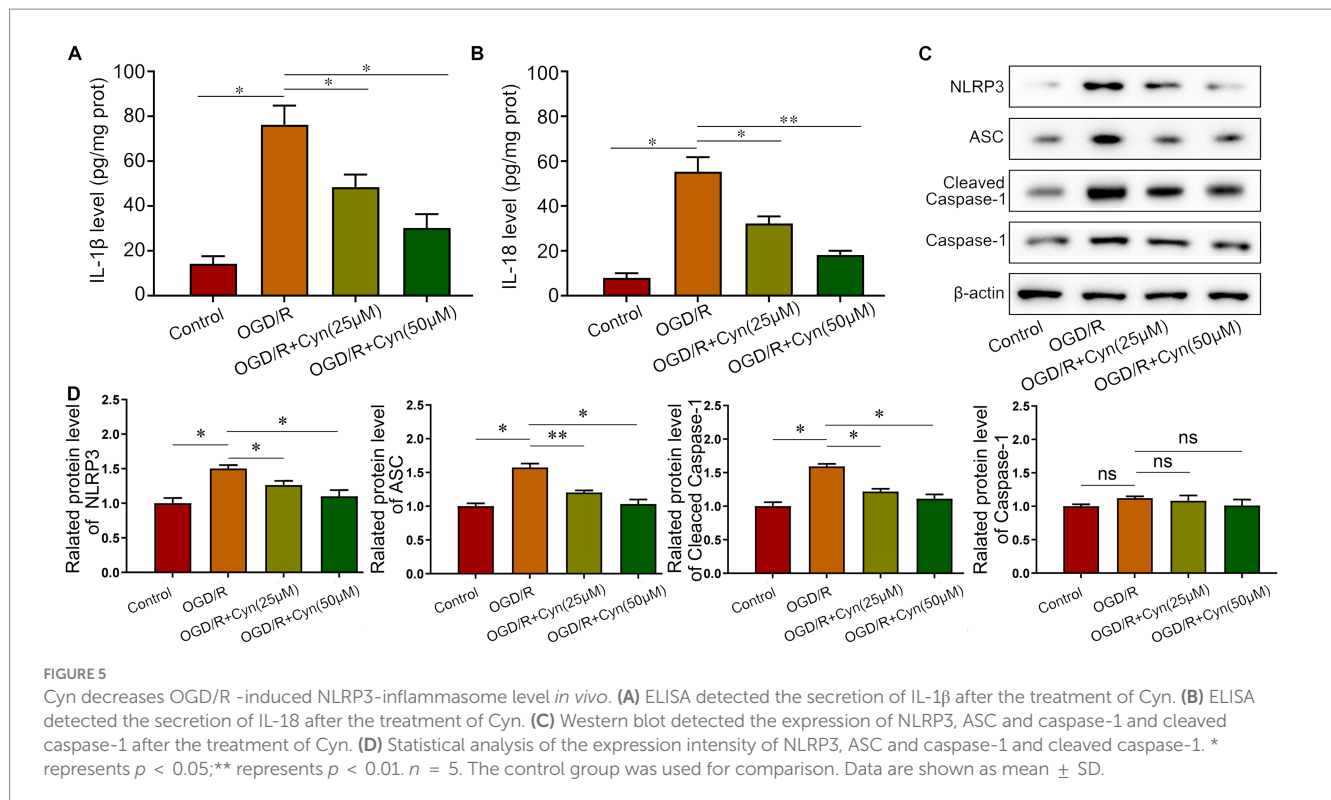 A
IL-1β level (pg/mg prot)
100
80
60
40
20
0
*
*
*
Control
OGD/R
OGD/R+Cyn(25μM)
OGD/R+Cyn(50μM)
B
IL-18 level (pg/mg prot)
100
80
60
40
20
0
*
*
**
Control
OGD/R
OGD/R+Cyn(25μM)
OGD/R+Cyn(50μM)
C
NLRP3
ASC
Cleaved
Caspase-1
Caspase-1
β-actin
Control
OGD/R
OGD/R+Cyn(25μM)
OGD/R+Cyn(50μM)
D
Ralated protein level
of NLRP3
2.5
2.0
1.5
1.0
0.5
0.0
*
*
*
Control
OGD/R
OGD/R+Cyn(25μM)
OGD/R+Cyn(50μM)
Ralated protein level
of ASC
2.5
2.0
1.5
1.0
0.5
0.0
*
**
*
Control
OGD/R
OGD/R+Cyn(25μM)
OGD/R+Cyn(50μM)
Ralated protein level
of Cleaced Caspase-1
2.5
2.0
1.5
1.0
0.5
0.0
*
*
*
Control
OGD/R
OGD/R+Cyn(25μM)
OGD/R+Cyn(50μM)
Ralated protein level
of Caspase-1
2.5
2.0
1.5
1.0
0.5
0.0
ns
ns
ns
Control
OGD/R
OGD/R+Cyn(25μM)
OGD/R+Cyn(50μM)
FIGURE 5
Cyn decreases OGD/R -induced NLRP3-inflammasome level in vivo. (A) ELISA detected the secretion of IL-1β after the treatment of Cyn. (B) ELISA
detected the secretion of IL-18 after the treatment of Cyn. (C) Western blot detected the expression of NLRP3, ASC and caspase-1 and cleaved
caspase-1 after the treatment of Cyn. (D) Statistical analysis of the expression intensity of NLRP3, ASC and caspase-1 and cleaved caspase-1. *
represents p < 0.05;** represents p < 0.01. n = 5. The control group was used for comparison. Data are shown as mean ± SD.